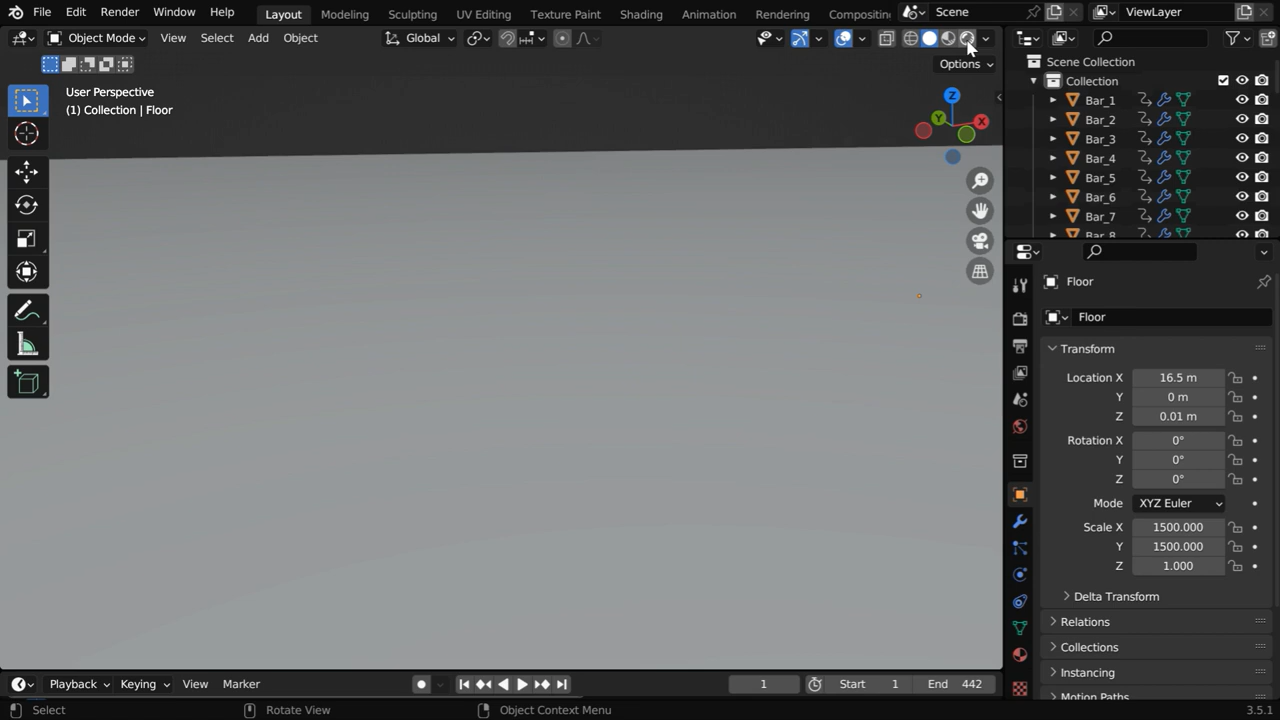 File Edit Render Window Help Layout Modeling Sculpting UV Editing Texture Paint Shading Animation Rendering Compositing Scene ViewLayer
Object Mode View Select Add Object Global
Options
User Perspective
(1) Collection | Floor
Z
Y
X
Scene Collection
Collection
Bar_1
Bar_2
Bar_3
Bar_4
Bar_5
Bar_6
Bar_7
Bar_8
Floor
Floor
Transform
Location X 16.5 m
Y 0 m
Z 0.01 m
Rotation X 0°
Y 0°
Z 0°
Mode XYZ Euler
Scale X 1500.000
Y 1500.000
Z 1.000
Delta Transform
Relations
Collections
Instancing
Motion Paths
Playback Keying View Marker 1 Start 1 End 442
Select Rotate View Object Context Menu 3.5.1